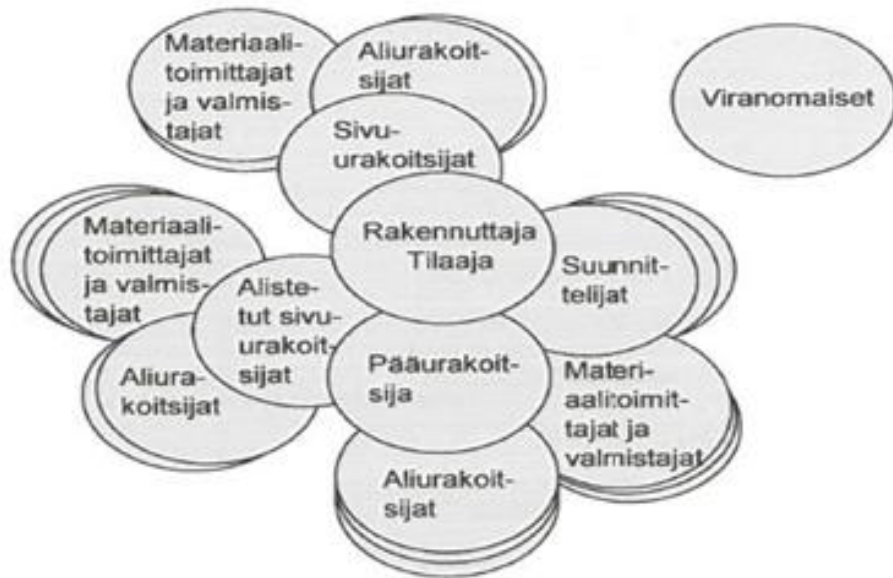 Materiaali-
toimittajat
ja valmis-
tajat
Aliurakoit-
sijat
Viranomaiset
Sivu-
urakoitsijat
Rakennuttaja
Tilaaja
Materiaali-
toimittajat
ja valmis-
tajat
Suunnit-
telijat
Aliste-
tut sivu-
urakoit-
sijat
Pääurakoit-
sija
Aliura-
koitsijat
Materi-
aalitoimit-
tajat ja
valmistajat
Aliurakoit-
sijat